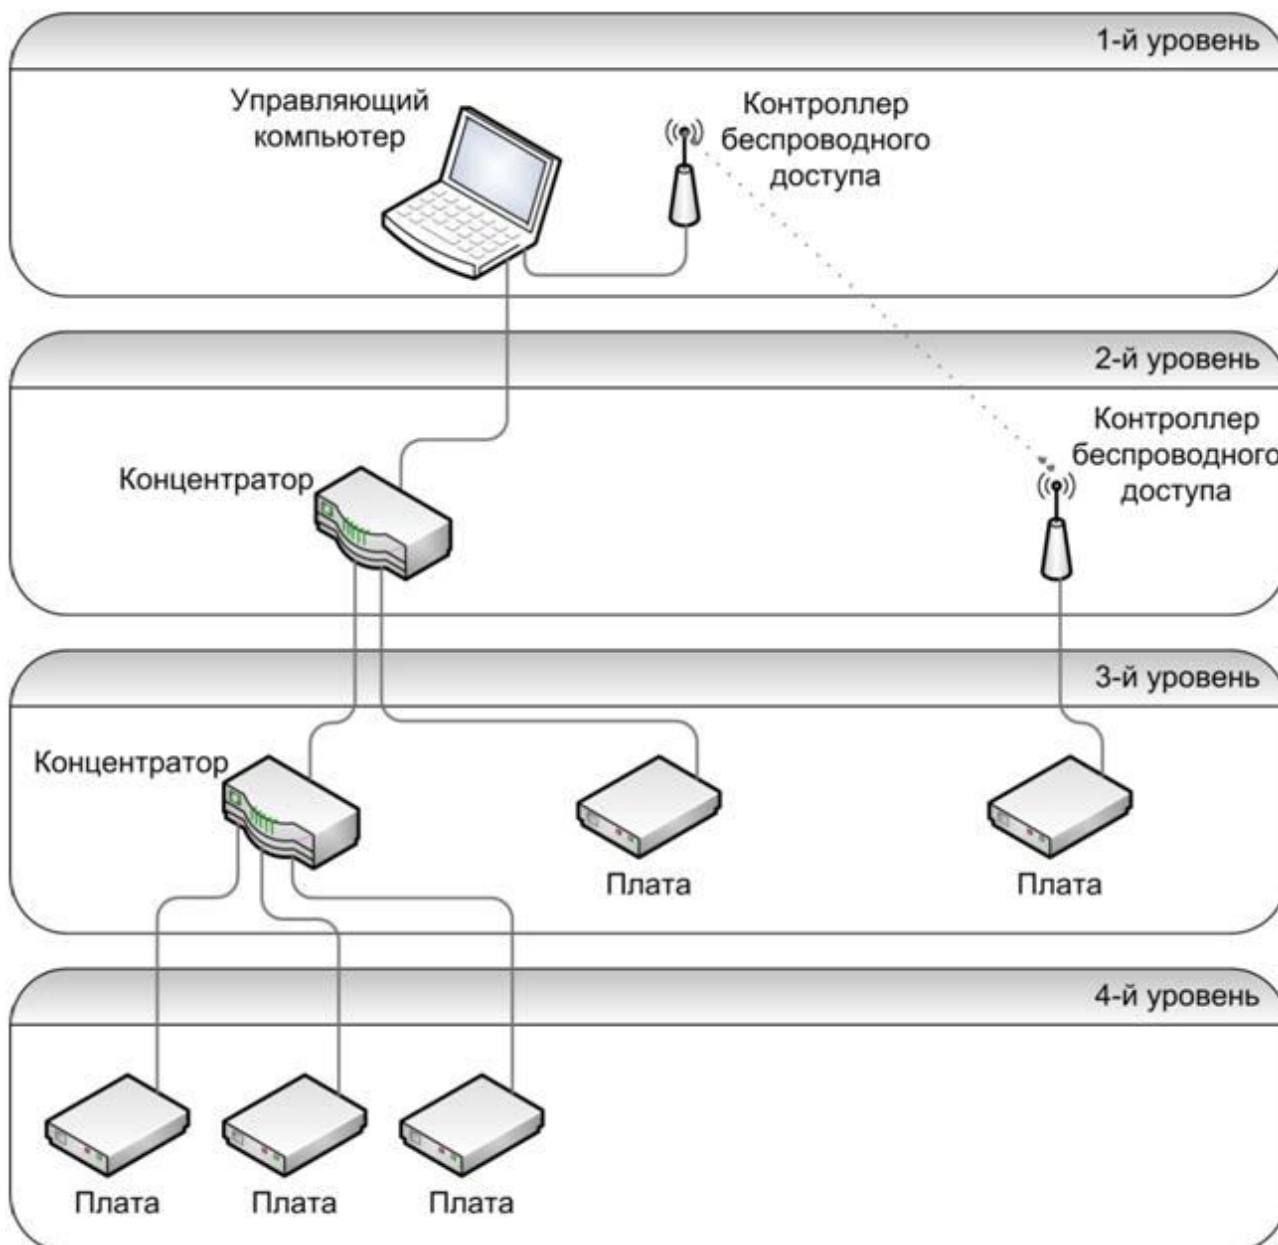 1-й уровень
Управляющий
компьютер
Контроллер
беспроводного
доступа
2-й уровень
Контроллер
беспроводного
доступа
Концентратор
3-й уровень
Концентратор
Плата
Плата
4-й уровень
Плата
Плата
Плата